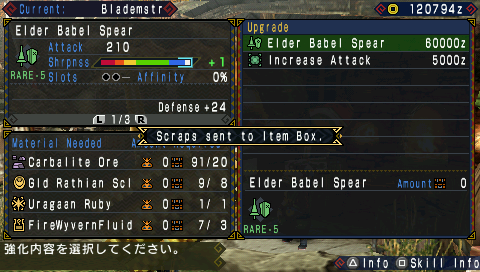 Current: Blademstr
120794z
Elder Babel Spear
Attack 210
Shrpnss +1
RARE-5 Slots Affinity 0%
Defense +24
L 1/3 R
Upgrade
Elder Babel Spear 60000z
Increase Attack 5000z
Scraps sent to Item Box.
Material Needed
Carbalite Ore 0 91/20
Gld Rathian Scl 0 9/ 8
Uragaan Ruby 0 1/ 1
FireWyvernFluid 0 7/ 3
Elder Babel Spear Amount 0
RARE-5
強化内容を選択してください。
Info Skill Info